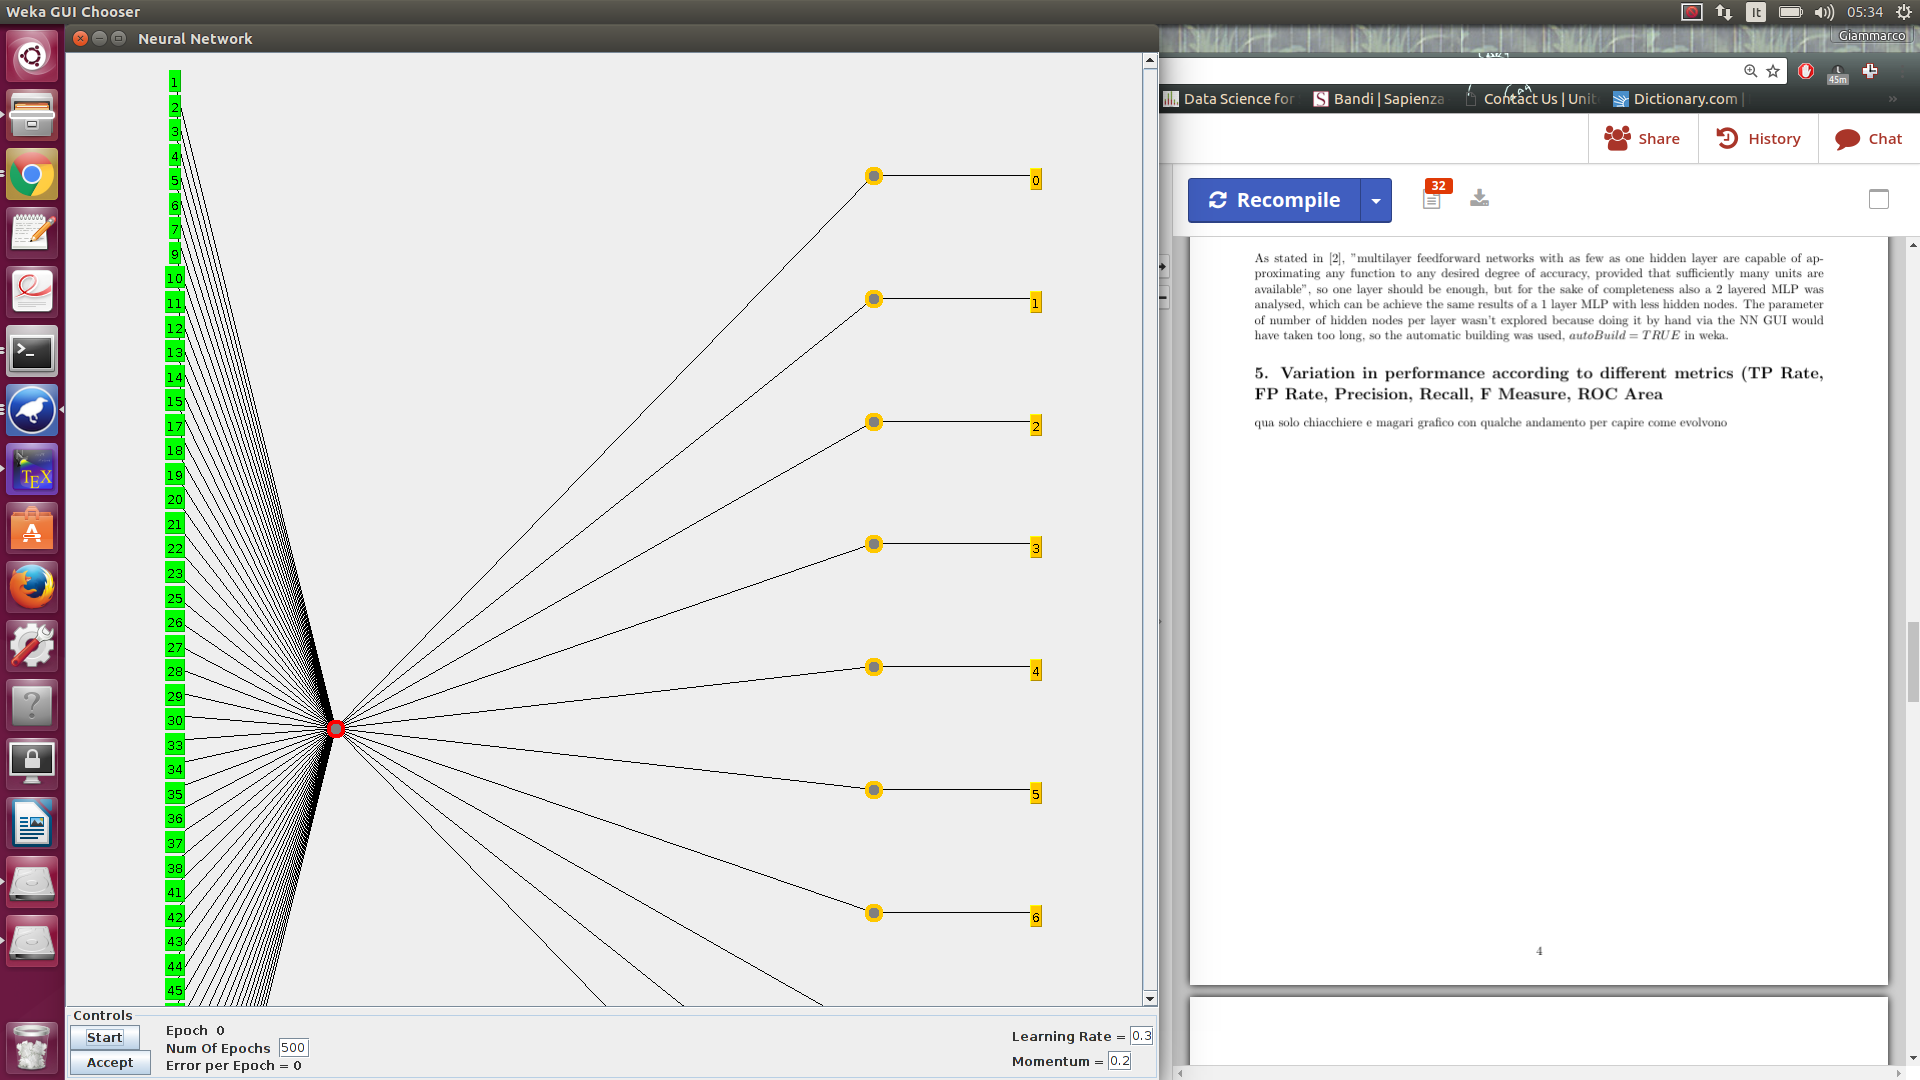 Weka GUI Chooser
It
05:34
Neural Network
Giammarco
45m
Data Science for
Bandi | Sapienza
Contact Us | Unit
Dictionary.com |
Share
History
Chat
Recompile
32
1
2
3
4
5
6
7
9
10
11
12
13
14
15
17
18
19
20
21
22
23
25
26
27
28
29
30
33
34
35
36
37
38
41
42
43
44
45
0
1
2
3
4
5
6
As stated in [2], "multilayer feedforward networks with as few as one hidden layer are capable of ap-
proximating any function to any desired degree of accuracy, provided that sufficiently many units are
available", so one layer should be enough, but for the sake of completeness also a 2 layered MLP was
analysed, which can be achieve the same results of a 1 layer MLP with less hidden nodes. The parameter
of number of hidden nodes per layer wasn't explored because doing it by hand via the NN GUI would
have taken too long, so the automatic building was used, autoBuild = TRUE in weka.
5. Variation in performance according to different metrics (TP Rate,
FP Rate, Precision, Recall, F Measure, ROC Area
qua solo chiacchiere e magari grafico con qualche andamento per capire come evolvono
4
Controls
Start
Accept
Epoch 0
Num Of Epochs 500
Error per Epoch = 0
Learning Rate = 0.3
Momentum = 0.2